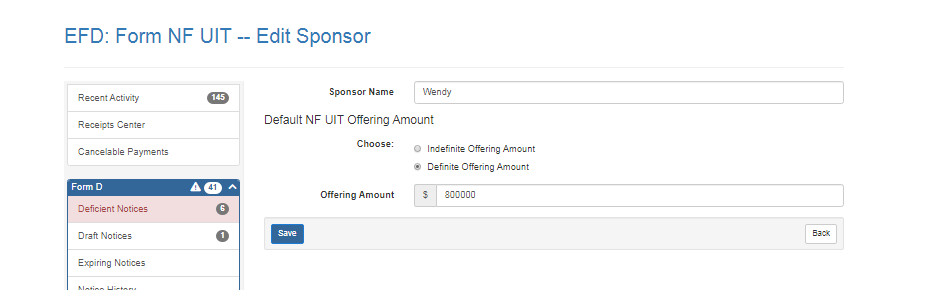 EFD: Form NF UIT -- Edit Sponsor
Recent Activity 145
Receipts Center
Cancelable Payments
Form D 41
Deficient Notices 6
Draft Notices 1
Expiring Notices
Notice History
Sponsor Name Wendy
Default NF UIT Offering Amount
Choose:
Indefinite Offering Amount
Definite Offering Amount
Offering Amount $ 800000
Save Back